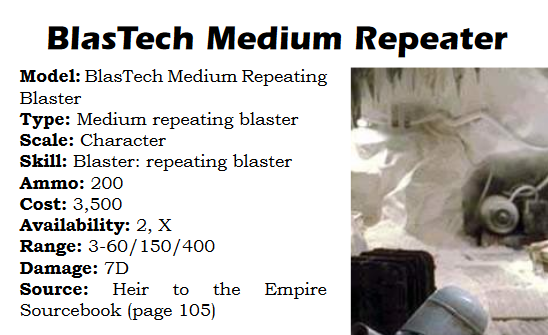 BlasTech Medium Repeater
Model: BlasTech Medium Repeating
Blaster
Type: Medium repeating blaster
Scale: Character
Skill: Blaster: repeating blaster
Ammo: 200
Cost: 3,500
Availability: 2, X
Range: 3-60/150/400
Damage: 7D
Source: Heir to the Empire
Sourcebook (page 105)